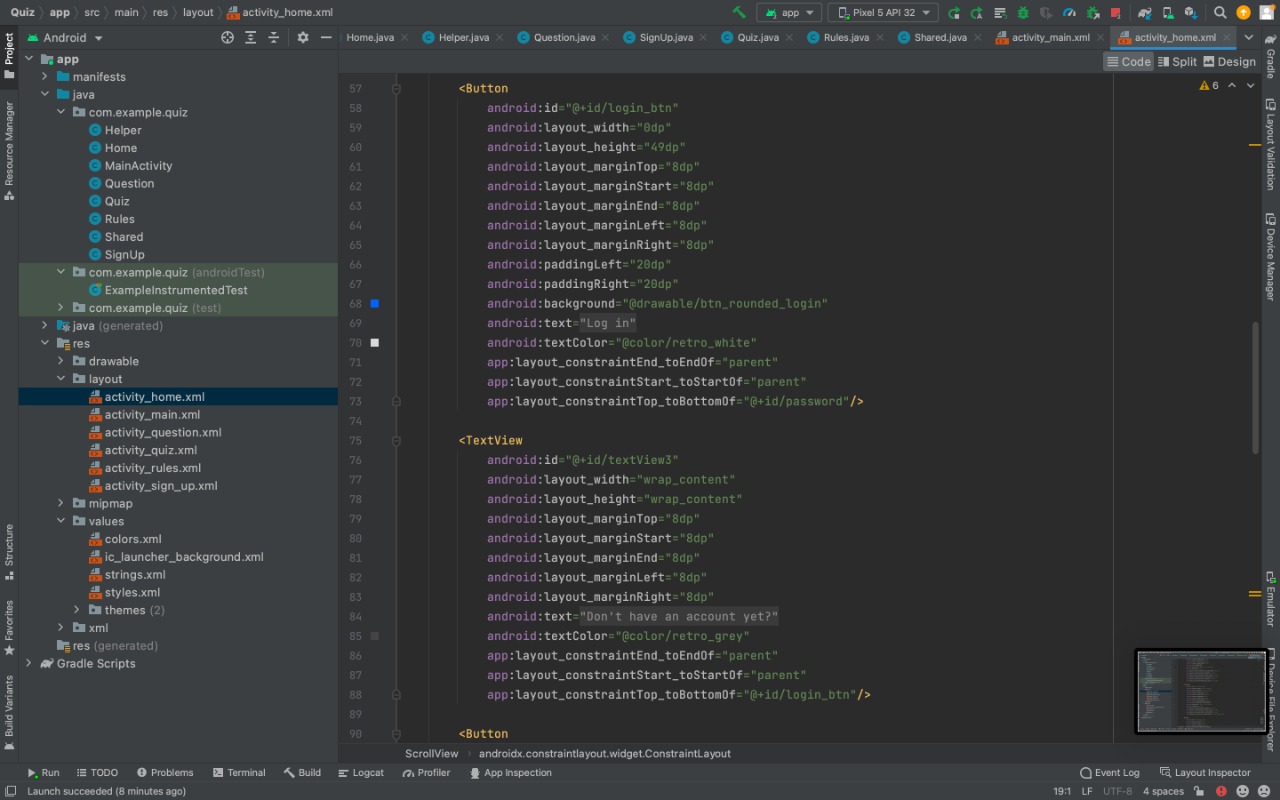 Quiz app src main res layout activity_home.xml app Pixel 5 API 32
Android Home.java Helper.java Question.java SignUp.java Quiz.java Rules.java Shared.java activity_main.xml activity_home.xml
Code Split Design
Project
Resource Manager
Structure
Favorites
Build Variants
app
manifests
java
com.example.quiz
Helper
Home
MainActivity
Question
Quiz
Rules
Shared
SignUp
com.example.quiz (androidTest)
ExampleInstrumentedTest
com.example.quiz (test)
java (generated)
res
drawable
layout
activity_home.xml
activity_main.xml
activity_question.xml
activity_quiz.xml
activity_rules.xml
activity_sign_up.xml
mipmap
values
colors.xml
ic_launcher_background.xml
strings.xml
styles.xml
themes (2)
xml
res (generated)
Gradle Scripts
6
57 <Button
58 android:id="@+id/login_btn"
59 android:layout_width="0dp"
60 android:layout_height="49dp"
61 android:layout_marginTop="8dp"
62 android:layout_marginStart="8dp"
63 android:layout_marginEnd="8dp"
64 android:layout_marginLeft="8dp"
65 android:layout_marginRight="8dp"
66 android:paddingLeft="20dp"
67 android:paddingRight="20dp"
68 android:background="@drawable/btn_rounded_login"
69 android:text="Log in"
70 android:textColor="@color/retro_white"
71 app:layout_constraintEnd_toEndOf="parent"
72 app:layout_constraintStart_toStartOf="parent"
73 app:layout_constraintTop_toBottomOf="@+id/password"/>
74
75 <TextView
76 android:id="@+id/textView3"
77 android:layout_width="wrap_content"
78 android:layout_height="wrap_content"
79 android:layout_marginTop="8dp"
80 android:layout_marginStart="8dp"
81 android:layout_marginEnd="8dp"
82 android:layout_marginLeft="8dp"
83 android:layout_marginRight="8dp"
84 android:text="Don't have an account yet?"
85 android:textColor="@color/retro_grey"
86 app:layout_constraintEnd_toEndOf="parent"
87 app:layout_constraintStart_toStartOf="parent"
88 app:layout_constraintTop_toBottomOf="@+id/login_btn"/>
89
90 <Button
ScrollView androidx.constraintlayout.widget.ConstraintLayout
Gradle
Layout Validation
Device Manager
Emulator
Device File Explorer
Run TODO Problems Terminal Build Logcat Profiler App Inspection Event Log Layout Inspector
Launch succeeded (8 minutes ago) 19:1 LF UTF-8 4 spaces